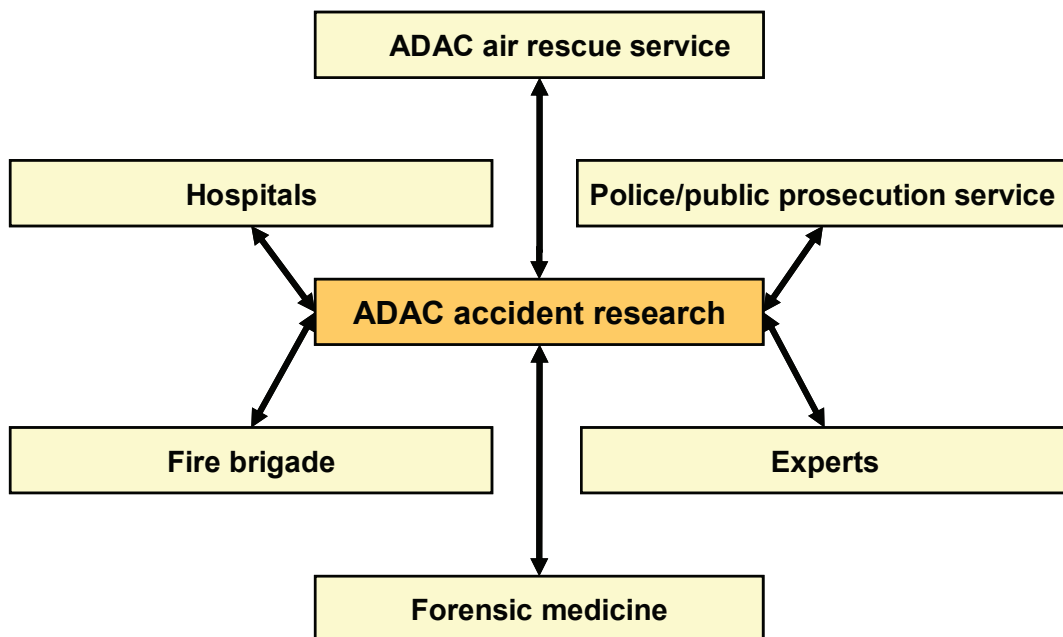 ADAC air rescue service
Hospitals
Police/public prosecution service
ADAC accident research
Fire brigade
Experts
Forensic medicine